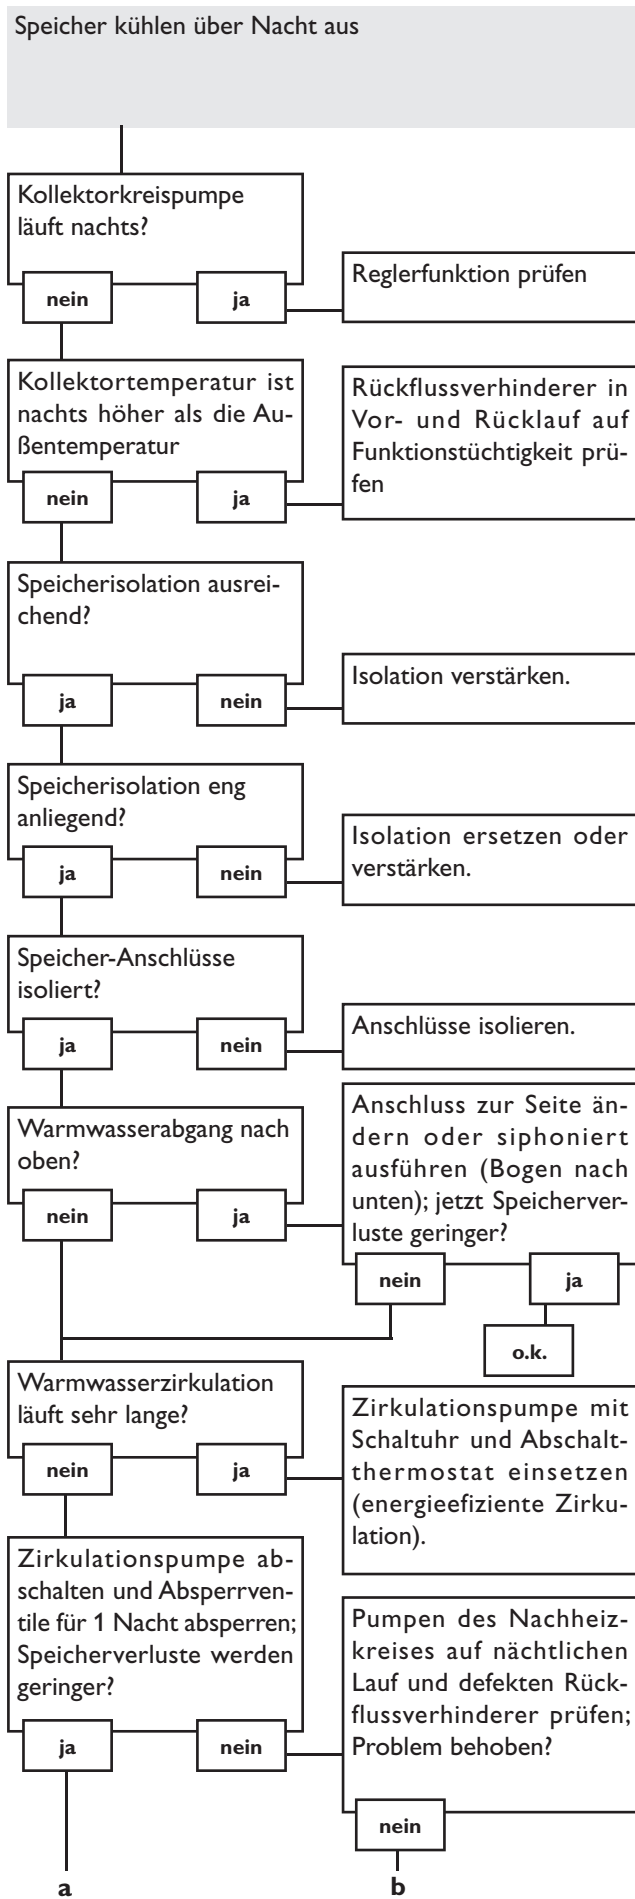 Speicher kühlen über Nacht aus
Kollektorkreispumpe
läuft nachts?
nein
ja
Reglerfunktion prüfen
Kollektortemperatur ist
nachts höher als die Au-
ßentemperatur
nein
ja
Rückflussverhinderer in
Vor- und Rücklauf auf
Funktionstüchtigkeit prü-
fen
Speicherisolation ausrei-
chend?
ja
nein
Isolation verstärken.
Speicherisolation eng
anliegend?
ja
nein
Isolation ersetzen oder
verstärken.
Speicher-Anschlüsse
isoliert?
ja
nein
Anschlüsse isolieren.
Warmwasserabgang nach
oben?
nein
ja
Anschluss zur Seite än-
dern oder siphoniert
ausführen (Bogen nach
unten); jetzt Speicherver-
luste geringer?
nein
ja
o.k.
Warmwasserzirkulation
läuft sehr lange?
nein
ja
Zirkulationspumpe mit
Schaltuhr und Abschalt-
thermostat einsetzen
(energieefiziente Zirku-
lation).
Zirkulationspumpe ab-
schalten und Absperrven-
tile für 1 Nacht absperren;
Speicherverluste werden
geringer?
ja
nein
Pumpen des Nachheiz-
kreises auf nächtlichen
Lauf und defekten Rück-
flussverhinderer prüfen;
Problem behoben?
nein
a
b